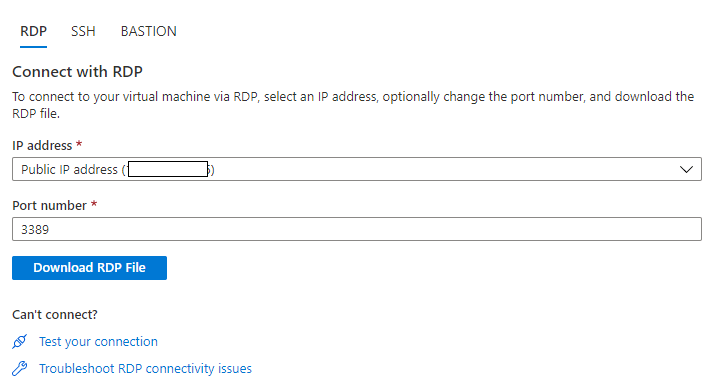 RDP SSH BASTION
Connect with RDP
To connect to your virtual machine via RDP, select an IP address, optionally change the port number, and download the
RDP file.
IP address *
Public IP address ( )
Port number *
3389
Download RDP File
Can't connect?
Test your connection
Troubleshoot RDP connectivity issues